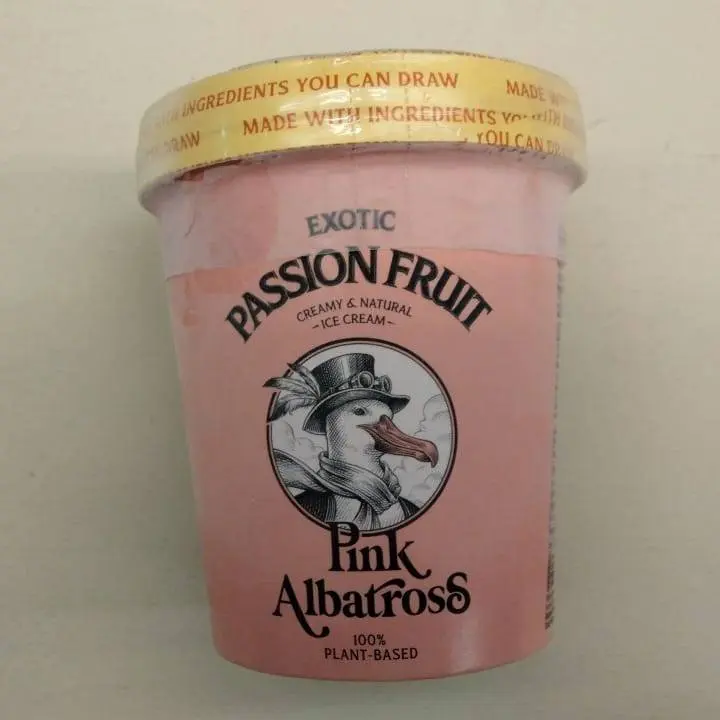 INGREDIENTS YOU CAN DRAW MADE
DRAW MADE WITH INGREDIENTS
YOU CAN
EXOTIC
PASSION FRUIT
CREAMY & NATURAL
-ICE CREAM-
Pink
Albatross
100%
PLANT-BASED